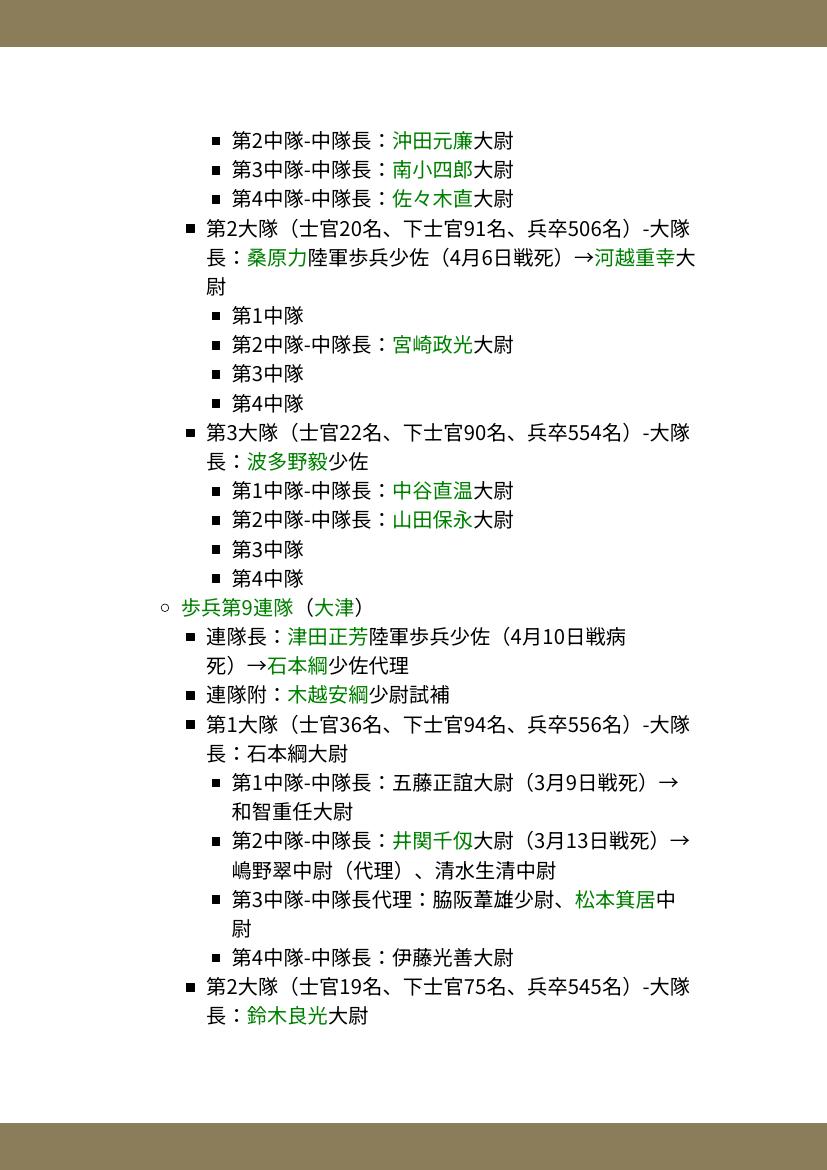 第2中隊-中隊長：沖田元廉大尉
第3中隊-中隊長：南小四郎大尉
第4中隊-中隊長：佐々木直大尉
第2大隊（士官20名、下士官91名、兵卒506名）-大隊
長：桑原力陸軍歩兵少佐（4月6日戦死）→河越重幸大
尉
第1中隊
第2中隊-中隊長：宮崎政光大尉
第3中隊
第4中隊
第3大隊（士官22名、下士官90名、兵卒554名）-大隊
長：波多野毅少佐
第1中隊-中隊長：中谷直温大尉
第2中隊-中隊長：山田保永大尉
第3中隊
第4中隊
歩兵第9連隊（大津）
連隊長：津田正芳陸軍歩兵少佐（4月10日戦病
死）→石本綱少佐代理
連隊附：木越安綱少尉試補
第1大隊（士官36名、下士官94名、兵卒556名）-大隊
長：石本綱大尉
第1中隊-中隊長：五藤正誼大尉（3月9日戦死）→
和智重任大尉
第2中隊-中隊長：井関千仭大尉（3月13日戦死）→
嶋野翠中尉（代理）、清水生清中尉
第3中隊-中隊長代理：脇阪葦雄少尉、松本箕居中
尉
第4中隊-中隊長：伊藤光善大尉
第2大隊（士官19名、下士官75名、兵卒545名）-大隊
長：鈴木良光大尉